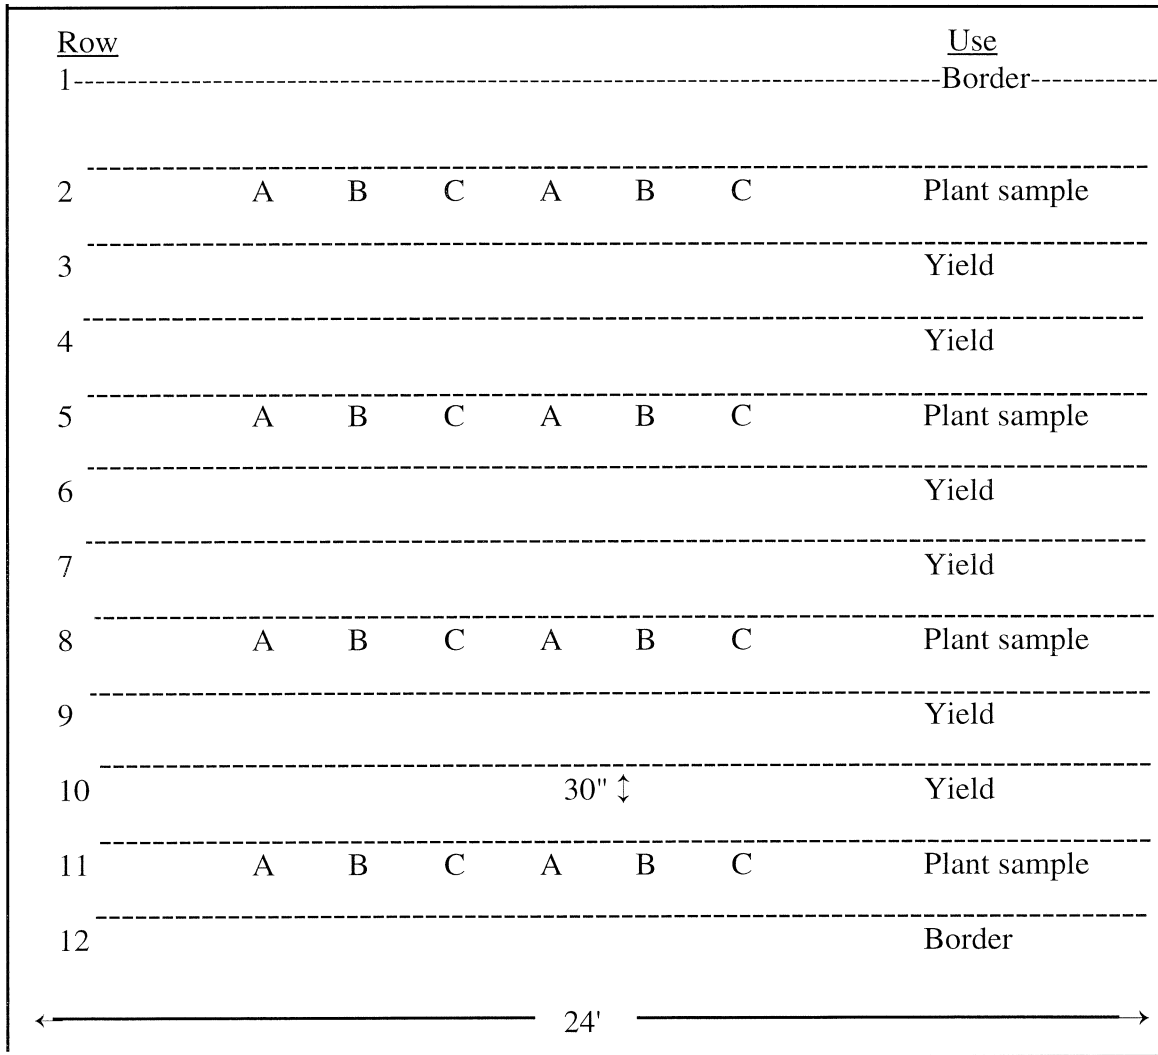 Row Use
1 Border
2 A B C A B C Plant sample
3 Yield
4 Yield
5 A B C A B C Plant sample
6 Yield
7 Yield
8 A B C A B C Plant sample
9 Yield
10 30" ↕ Yield
11 A B C A B C Plant sample
12 Border
24'